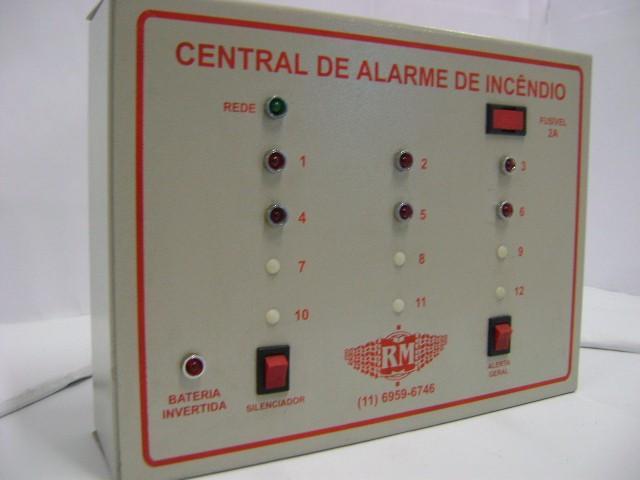 CENTRAL DE ALARME DE INCÊNDIO
REDE
FUSÍVEL
2A
1
2
3
4
5
6
7
8
9
10
11
12
BATERIA
INVERTIDA
SILENCIADOR
RM
(11) 6959-6746
ALERTA
GERAL